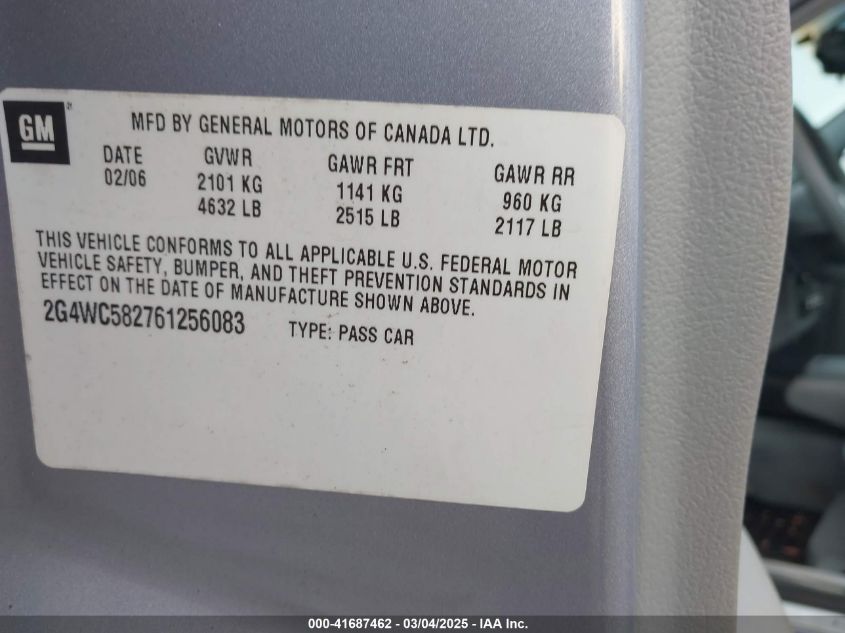 GM
MFD BY GENERAL MOTORS OF CANADA LTD.
DATE GVWR GAWR FRT GAWR RR
02/06 2101 KG 1141 KG 960 KG
4632 LB 2515 LB 2117 LB
THIS VEHICLE CONFORMS TO ALL APPLICABLE U.S. FEDERAL MOTOR
VEHICLE SAFETY, BUMPER, AND THEFT PREVENTION STANDARDS IN
EFFECT ON THE DATE OF MANUFACTURE SHOWN ABOVE.
2G4WC582761256083 TYPE: PASS CAR
000-41687462 - 03/04/2025 - IAA Inc.